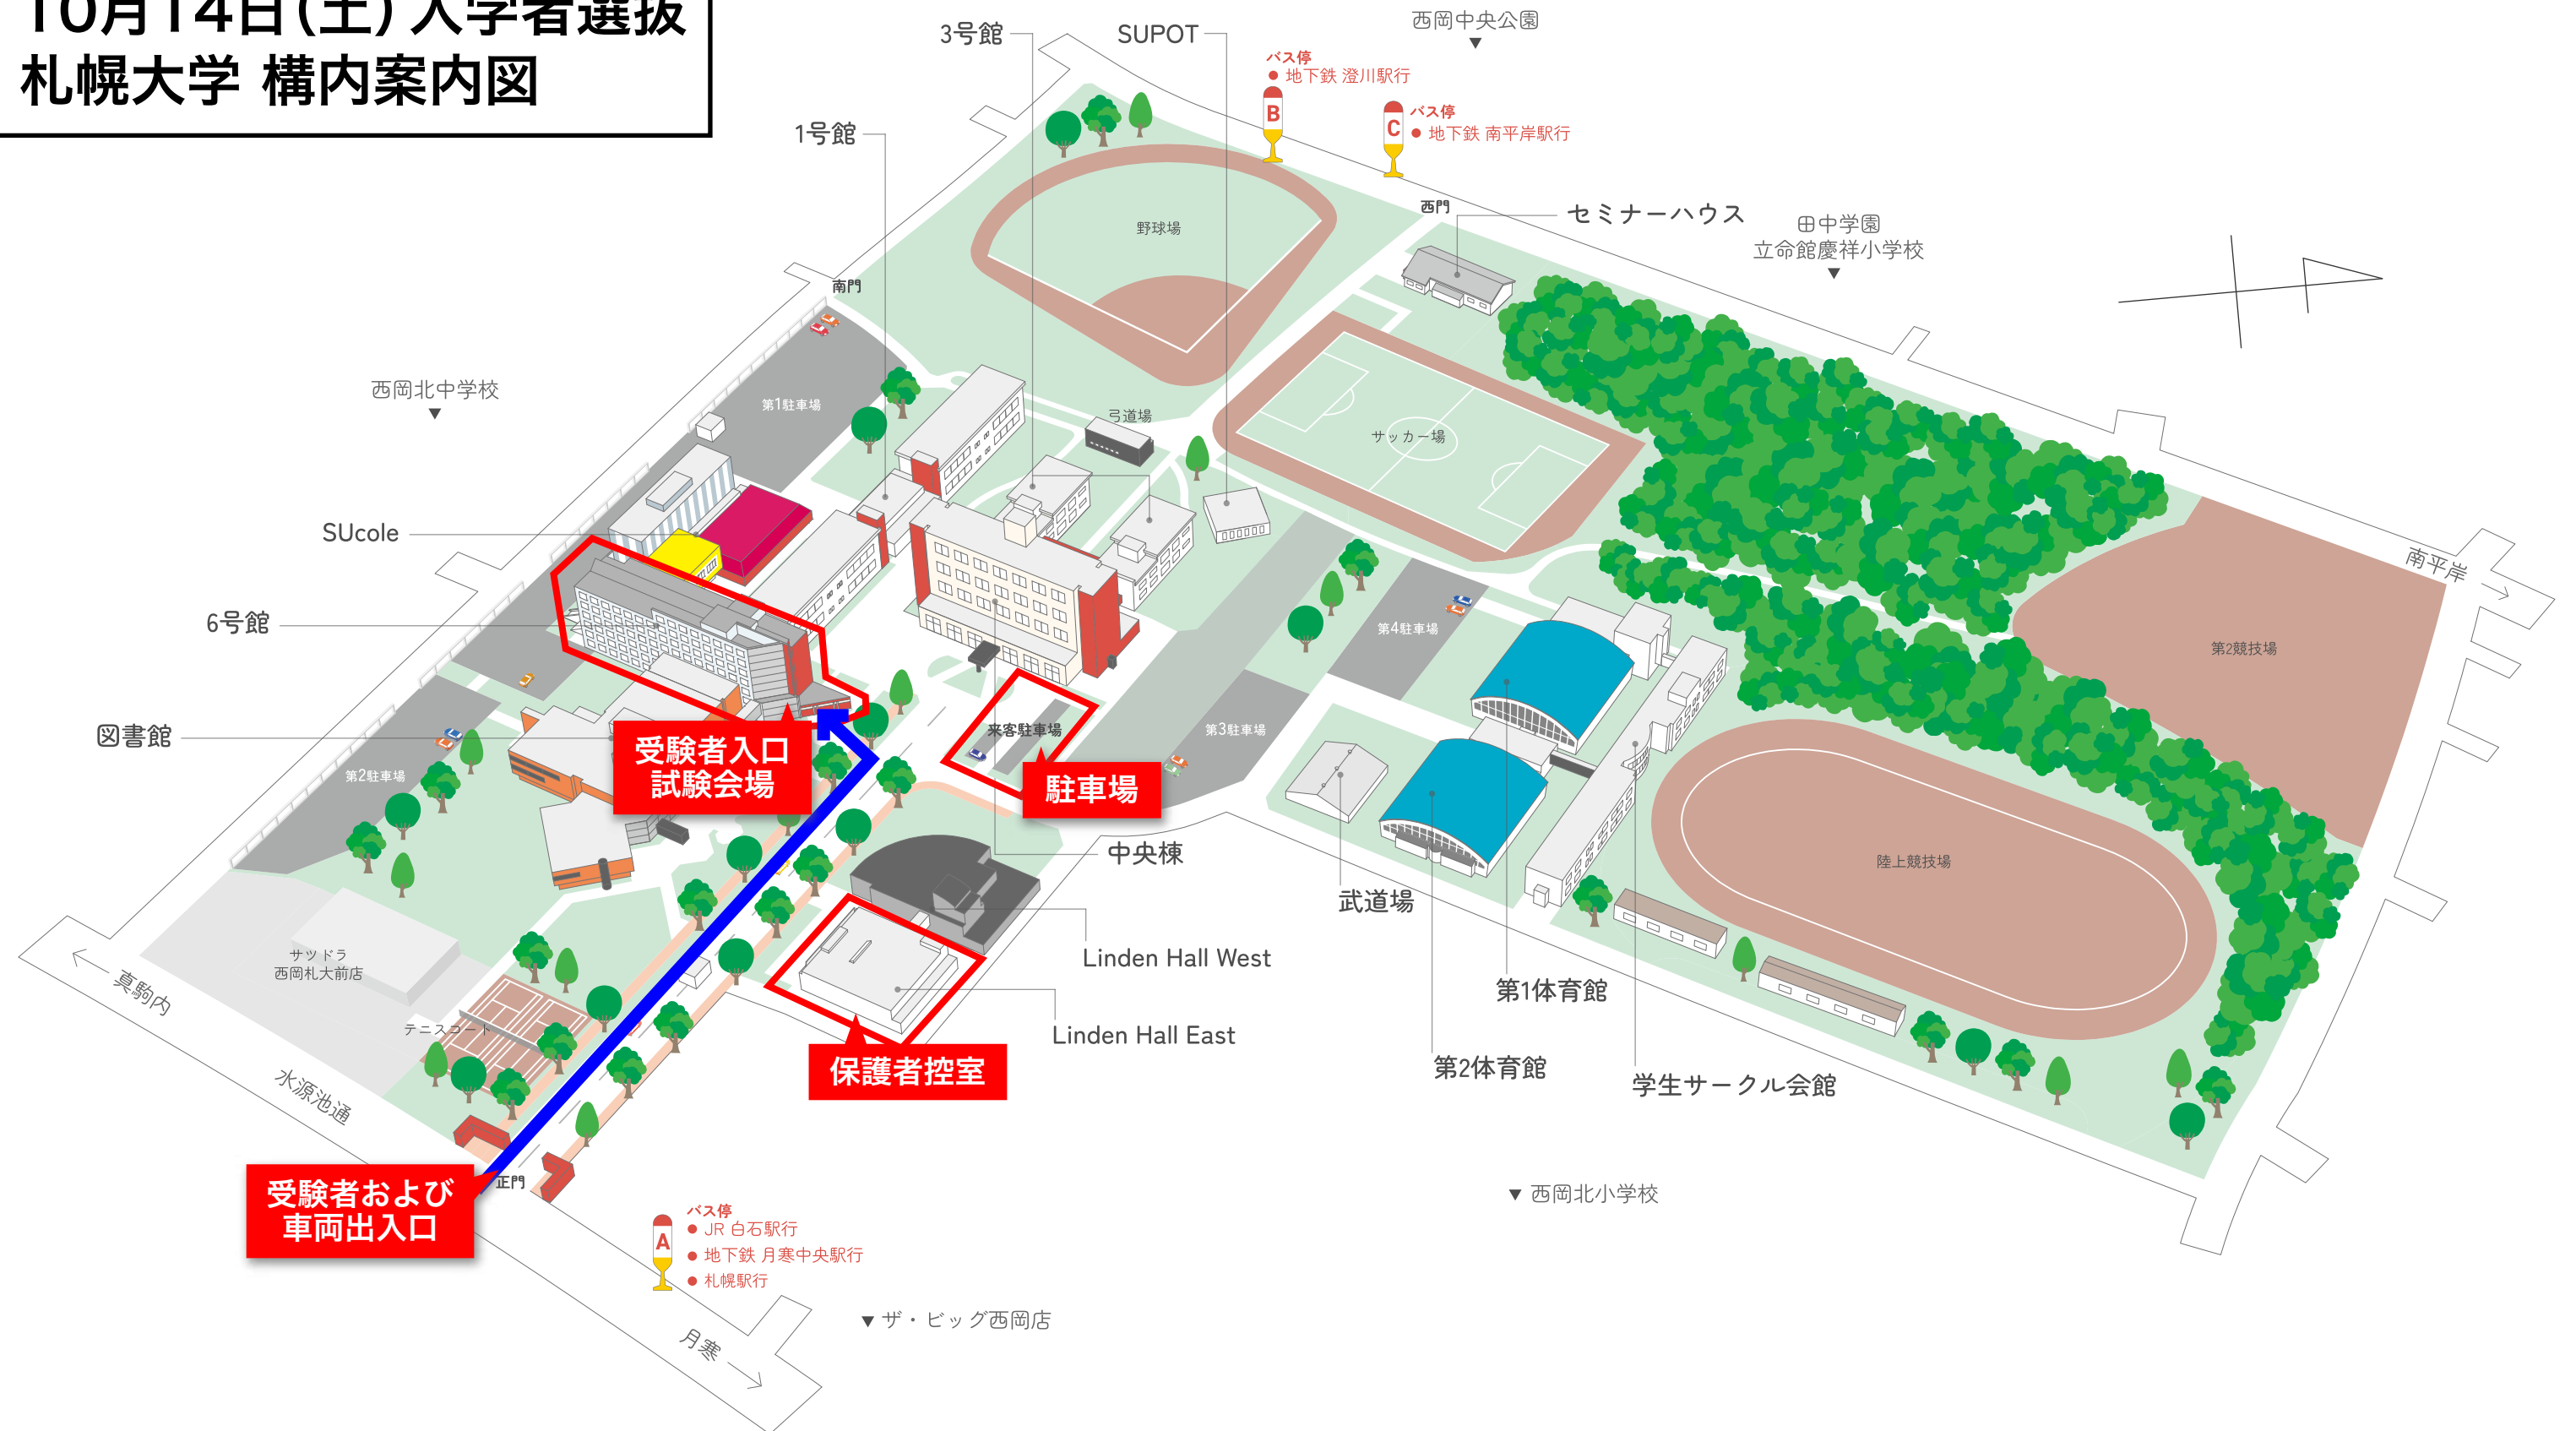 10月14日(土) 入学者選抜
札幌大学 構内案内図
3号館
SUPOT
西岡中央公園
▼
バス停
● 地下鉄 澄川駅行
B
C
バス停
● 地下鉄 南平岸駅行
1号館
野球場
西門
セミナーハウス
田中学園
立命館慶祥小学校
▼
南門
西岡北中学校
▼
第1駐車場
弓道場
サッカー場
SUcole
南平岸
6号館
第4駐車場
第2競技場
図書館
受験者入口
試験会場
来客駐車場
第3駐車場
駐車場
第2駐車場
中央棟
陸上競技場
武道場
サツドラ
西岡札大前店
Linden Hall West
真駒内
第1体育館
テニスコート
Linden Hall East
保護者控室
第2体育館
学生サークル会館
水源池通
受験者および
車両出入口
正門
▼ 西岡北小学校
A
バス停
● JR 白石駅行
● 地下鉄 月寒中央駅行
● 札幌駅行
▼ ザ・ビッグ西岡店
月寒